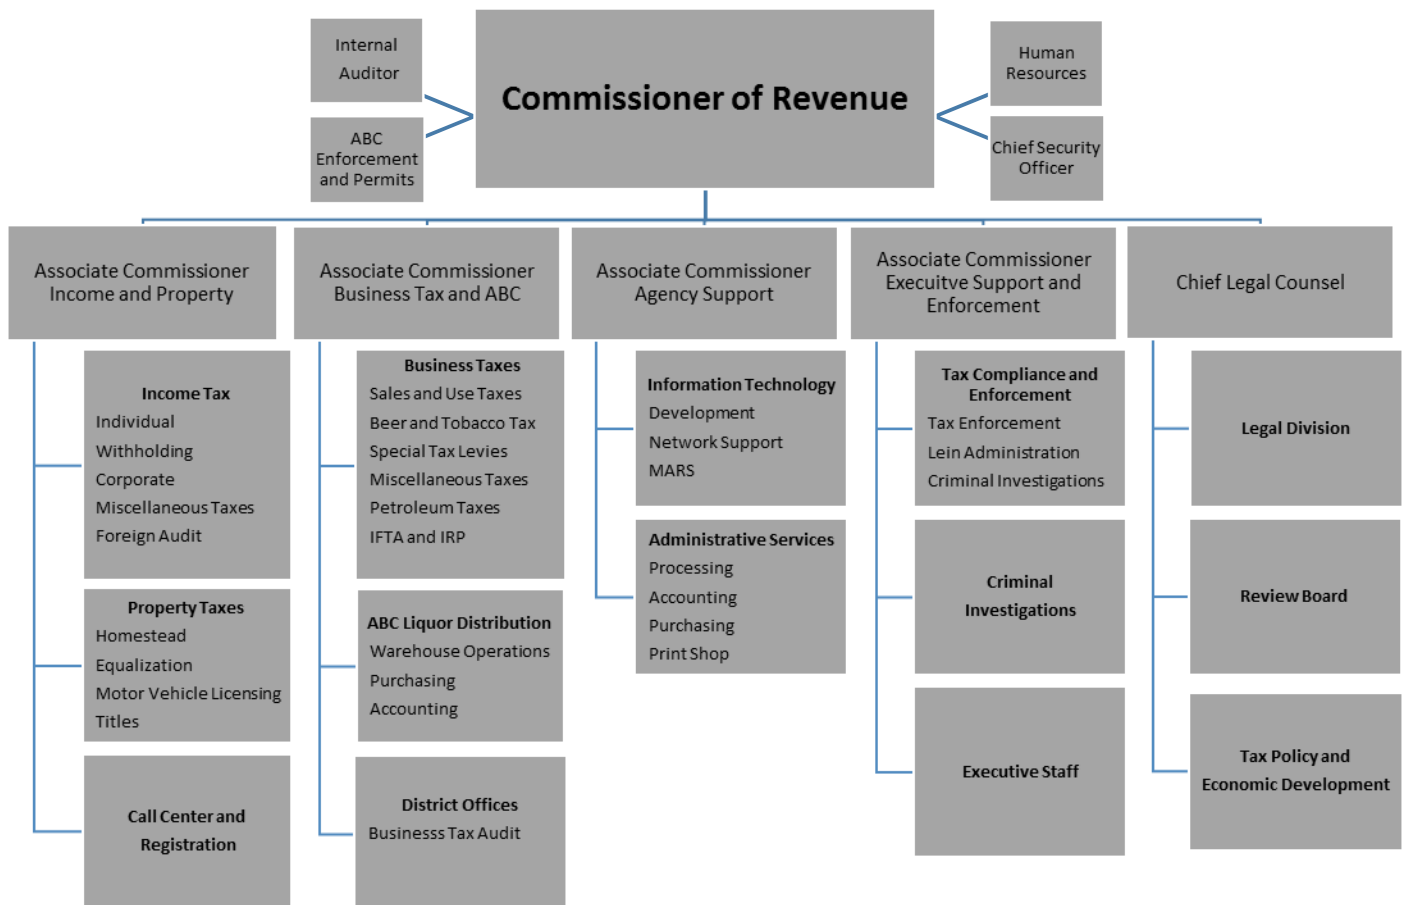 Internal
Auditor
ABC
Enforcement
and Permits
Commissioner of Revenue
Human
Resources
Chief Security
Officer
Associate Commissioner
Income and Property
Income Tax
Individual
Withholding
Corporate
Miscellaneous Taxes
Foreign Audit
Property Taxes
Homestead
Equalization
Motor Vehicle Licensing
Titles
Call Center and
Registration
Associate Commissioner
Business Tax and ABC
Business Taxes
Sales and Use Taxes
Beer and Tobacco Tax
Special Tax Levies
Miscellaneous Taxes
Petroleum Taxes
IFTA and IRP
ABC Liquor Distribution
Warehouse Operations
Purchasing
Accounting
District Offices
Businesss Tax Audit
Associate Commissioner
Agency Support
Information Technology
Development
Network Support
MARS
Administrative Services
Processing
Accounting
Purchasing
Print Shop
Associate Commissioner
Execuitve Support and
Enforcement
Tax Compliance and
Enforcement
Tax Enforcement
Lein Administration
Criminal Investigations
Criminal
Investigations
Executive Staff
Chief Legal Counsel
Legal Division
Review Board
Tax Policy and
Economic Development